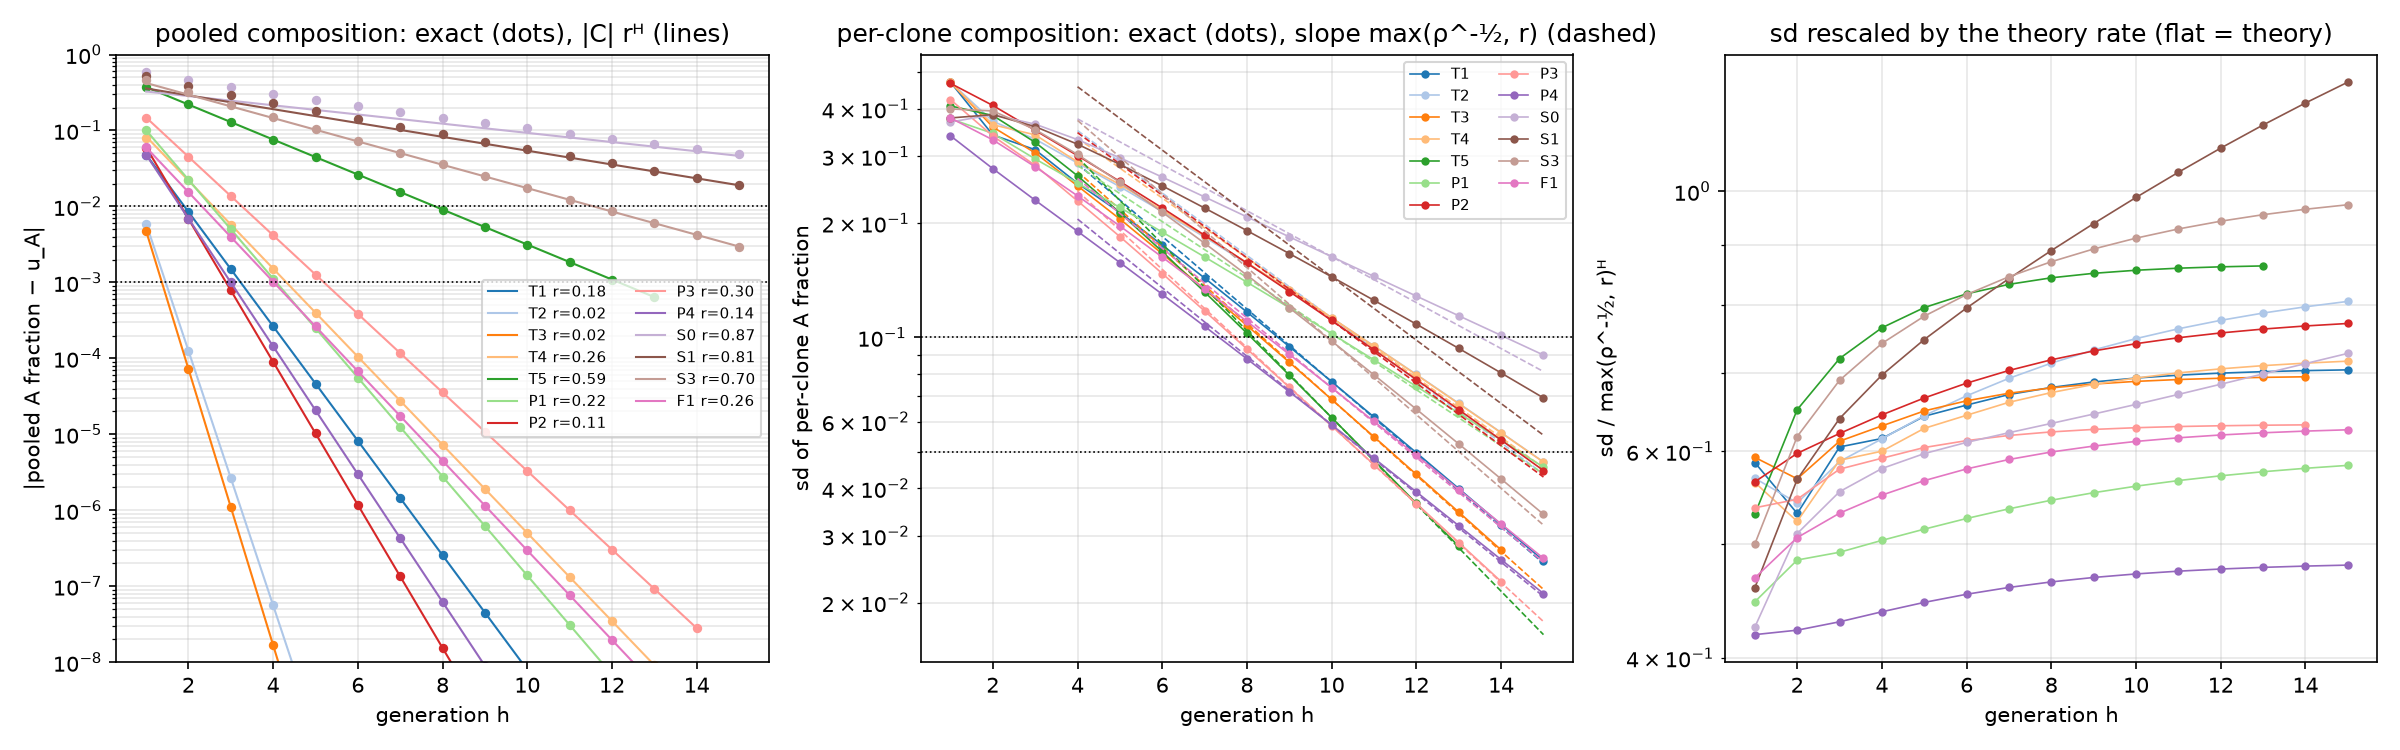 pooled composition: exact (dots), |C| rᴴ (lines)
|pooled A fraction − u_A|
10⁰
10⁻¹
10⁻²
10⁻³
10⁻⁴
10⁻⁵
10⁻⁶
10⁻⁷
10⁻⁸
T1 r=0.18
T2 r=0.02
T3 r=0.02
T4 r=0.26
T5 r=0.59
P1 r=0.22
P2 r=0.11
P3 r=0.30
P4 r=0.14
S0 r=0.87
S1 r=0.81
S3 r=0.70
F1 r=0.26
2 4 6 8 10 12 14
generation h
per-clone composition: exact (dots), slope max(ρ^-½, r) (dashed)
sd of per-clone A fraction
4 × 10⁻¹
3 × 10⁻¹
2 × 10⁻¹
10⁻¹
6 × 10⁻²
4 × 10⁻²
3 × 10⁻²
2 × 10⁻²
T1
T2
T3
T4
T5
P1
P2
P3
P4
S0
S1
S3
F1
2 4 6 8 10 12 14
generation h
sd rescaled by the theory rate (flat = theory)
sd / max(ρ^-½, r)ᴴ
10⁰
6 × 10⁻¹
4 × 10⁻¹
2 4 6 8 10 12 14
generation h